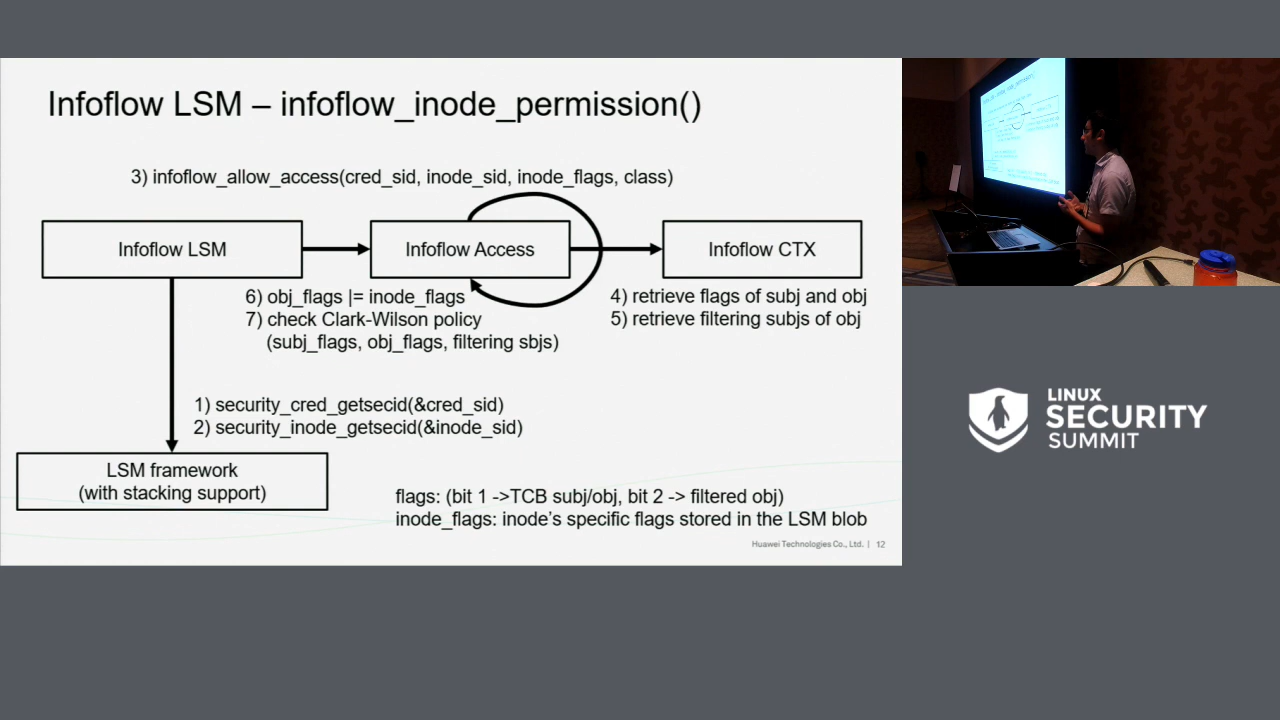 Infoflow LSM – infoflow_inode_permission()
3) infoflow_allow_access(cred_sid, inode_sid, inode_flags, class)
Infoflow LSM
Infoflow Access
Infoflow CTX
6) obj_flags |= inode_flags
7) check Clark-Wilson policy
(subj_flags, obj_flags, filtering sbjs)
4) retrieve flags of subj and obj
5) retrieve filtering subjs of obj
1) security_cred_getsecid(&cred_sid)
2) security_inode_getsecid(&inode_sid)
LSM framework
(with stacking support)
flags: (bit 1 ->TCB subj/obj, bit 2 -> filtered obj)
inode_flags: inode’s specific flags stored in the LSM blob
Huawei Technologies Co., Ltd. | 12
LINUX
SECURITY
SUMMIT